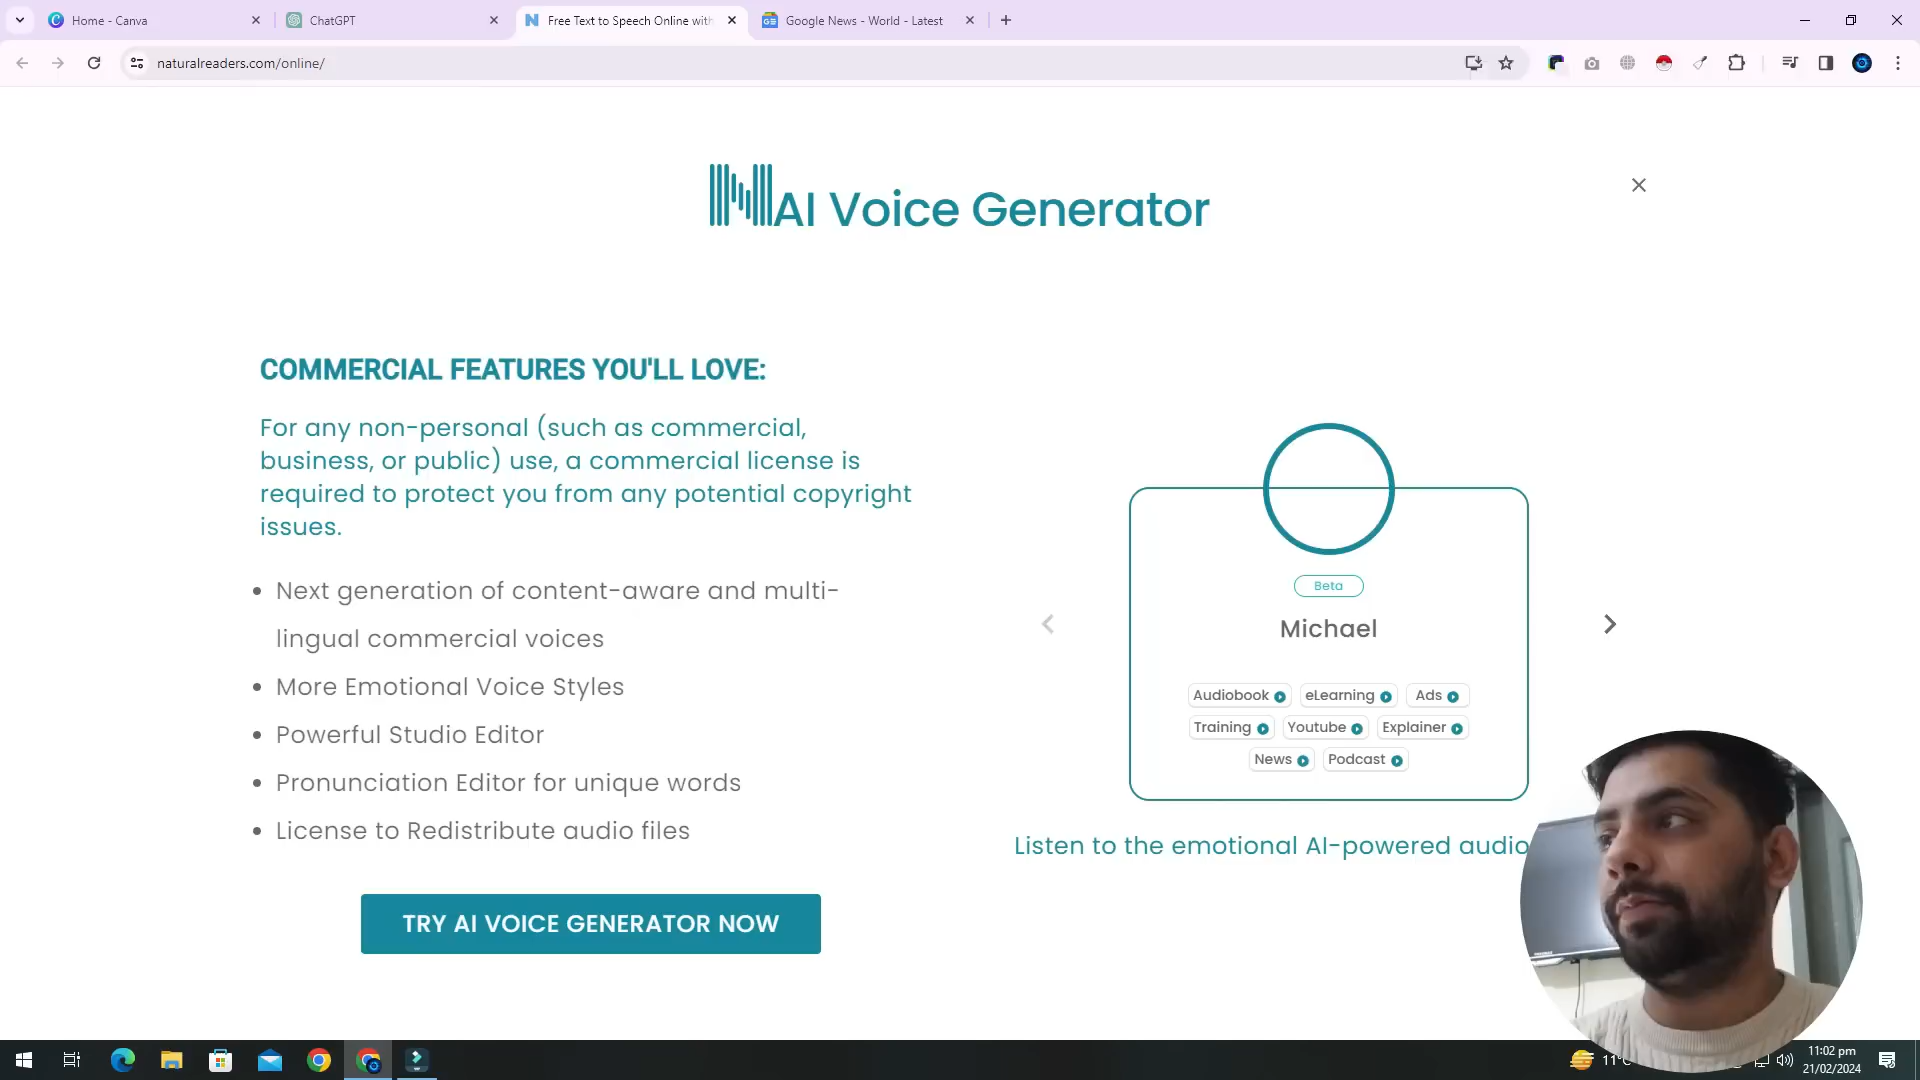 Home - Canva
ChatGPT
Free Text to Speech Online with
Google News - World - Latest
naturalreaders.com/online/
AI Voice Generator
COMMERCIAL FEATURES YOU'LL LOVE:
For any non-personal (such as commercial,
business, or public) use, a commercial license is
required to protect you from any potential copyright
issues.
Next generation of content-aware and multi-
lingual commercial voices
More Emotional Voice Styles
Powerful Studio Editor
Pronunciation Editor for unique words
License to Redistribute audio files
TRY AI VOICE GENERATOR NOW
Beta
Michael
Audiobook eLearning Ads
Training Youtube Explainer
News Podcast
Listen to the emotional AI-powered audio
11°C
11:02 pm
21/02/2024